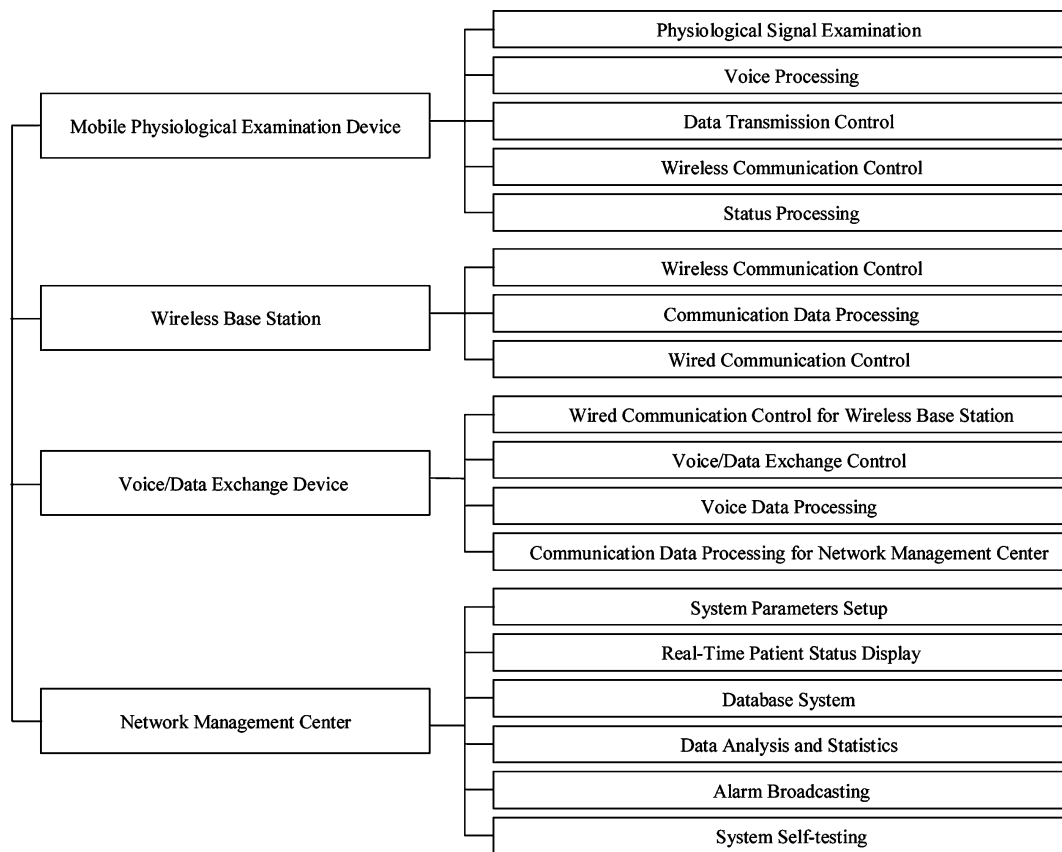 Mobile Physiological Examination Device
Physiological Signal Examination
Voice Processing
Data Transmission Control
Wireless Communication Control
Status Processing
Wireless Base Station
Wireless Communication Control
Communication Data Processing
Wired Communication Control
Voice/Data Exchange Device
Wired Communication Control for Wireless Base Station
Voice/Data Exchange Control
Voice Data Processing
Communication Data Processing for Network Management Center
Network Management Center
System Parameters Setup
Real-Time Patient Status Display
Database System
Data Analysis and Statistics
Alarm Broadcasting
System Self-testing